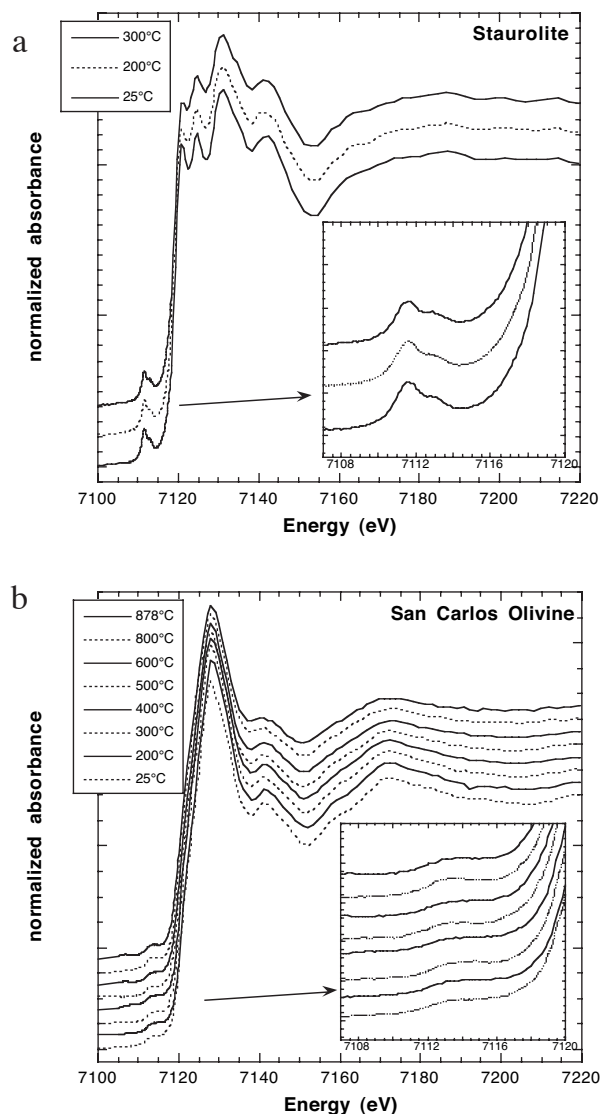 a
Staurolite
300°C
200°C
25°C
normalized absorbance
7108 7112 7116 7120
7100 7120 7140 7160 7180 7200 7220
Energy (eV)
b
San Carlos Olivine
878°C
800°C
600°C
500°C
400°C
300°C
200°C
25°C
normalized absorbance
7108 7112 7116 7120
7100 7120 7140 7160 7180 7200 7220
Energy (eV)